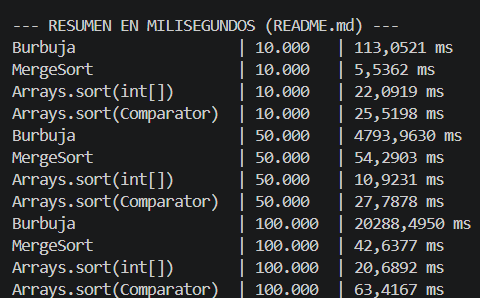 --- RESUMEN EN MILISEGUNDOS (README.md) ---
Burbuja | 10.000 | 113,0521 ms
MergeSort | 10.000 | 5,5362 ms
Arrays.sort(int[]) | 10.000 | 22,0919 ms
Arrays.sort(Comparator) | 10.000 | 25,5198 ms
Burbuja | 50.000 | 4793,9630 ms
MergeSort | 50.000 | 54,2903 ms
Arrays.sort(int[]) | 50.000 | 10,9231 ms
Arrays.sort(Comparator) | 50.000 | 27,7878 ms
Burbuja | 100.000 | 20288,4950 ms
MergeSort | 100.000 | 42,6377 ms
Arrays.sort(int[]) | 100.000 | 20,6892 ms
Arrays.sort(Comparator) | 100.000 | 63,4167 ms